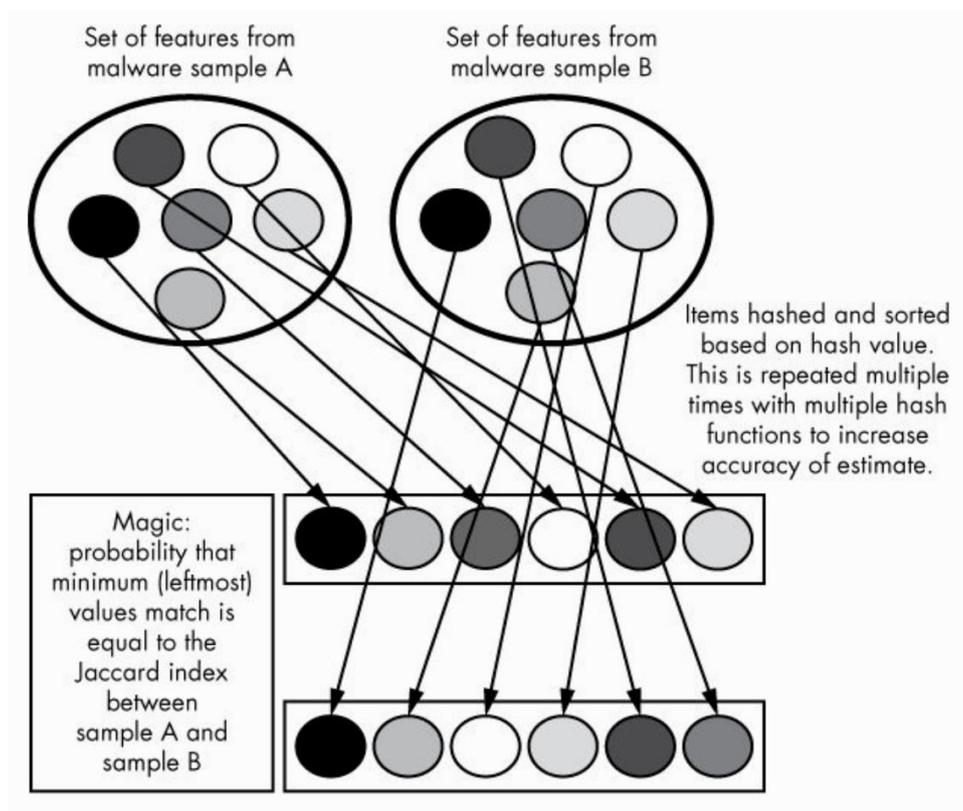 Set of features from
malware sample A
Set of features from
malware sample B
Items hashed and sorted
based on hash value.
This is repeated multiple
times with multiple hash
functions to increase
accuracy of estimate.
Magic:
probability that
minimum (leftmost)
values match is
equal to the
Jaccard index
between
sample A and
sample B